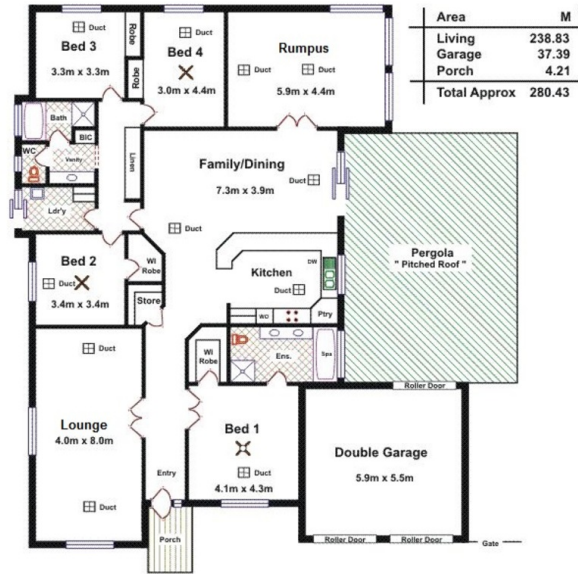 Area M
Living 238.83
Garage 37.39
Porch 4.21
Total Approx 280.43
Duct
Bed 3
3.3m x 3.3m
Robe
Robe
Duct
Bed 4
3.0m x 4.4m
Rumpus
Duct
Duct
5.9m x 4.4m
Bath
BIC
WC
Vanity
Linen
Ldr'y
Family/Dining
7.3m x 3.9m
Duct
Duct
Pergola
" Pitched Roof "
Bed 2
Duct
3.4m x 3.4m
WI
Robe
Store
Kitchen
DW
Duct
WO
Ptry
Duct
Lounge
4.0m x 8.0m
Duct
WI
Robe
Ens.
Spa
Entry
Bed 1
Duct
4.1m x 4.3m
Roller Door
Double Garage
5.9m x 5.5m
Roller Door
Roller Door
Gate
Porch